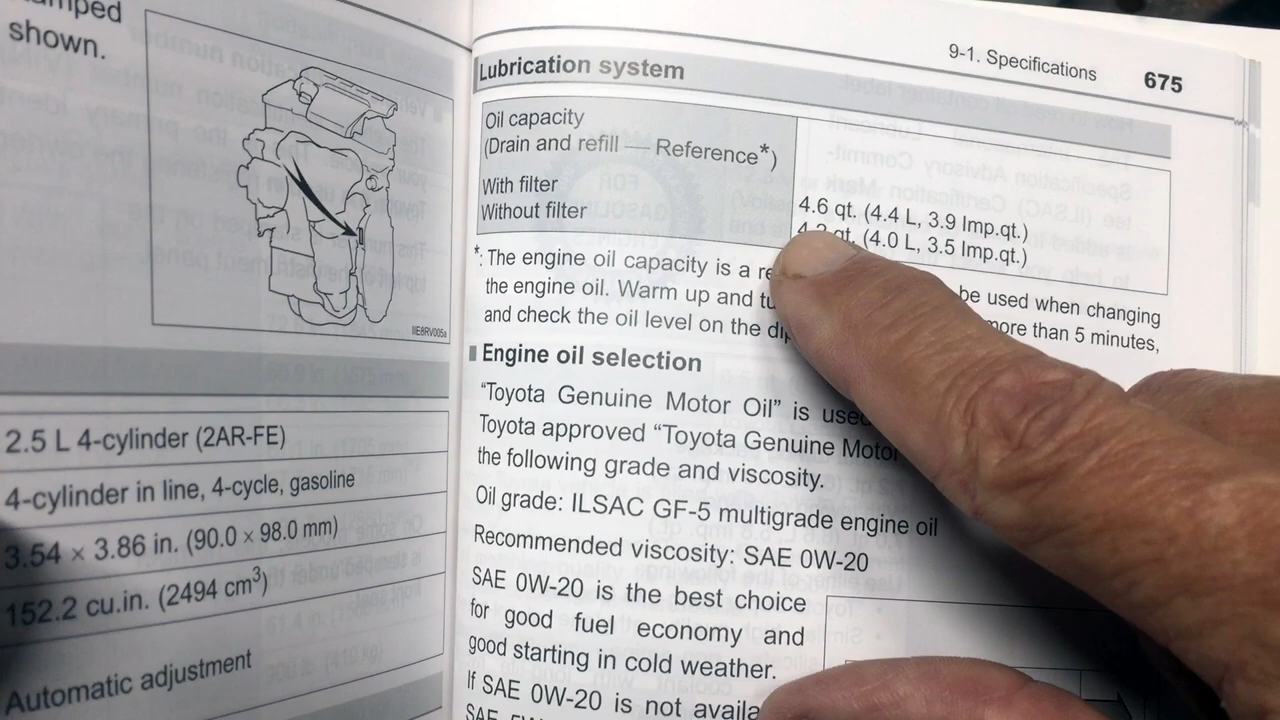 shown.
IIE8RV005a
2.5 L 4-cylinder (2AR-FE)
4-cylinder in line, 4-cycle, gasoline
3.54 × 3.86 in. (90.0 × 98.0 mm)
152.2 cu.in. (2494 cm³)
Automatic adjustment
9-1. Specifications 675
Lubrication system
Oil capacity
(Drain and refill — Reference*)
With filter 4.6 qt. (4.4 L, 3.9 Imp.qt.)
Without filter 4.2 qt. (4.0 L, 3.5 Imp.qt.)
*: The engine oil capacity is a be used when changing
the engine oil. Warm up and more than 5 minutes,
and check the oil level on the
Engine oil selection
"Toyota Genuine Motor Oil" is
Toyota approved "Toyota Genuine Motor
the following grade and viscosity.
Oil grade: ILSAC GF-5 multigrade engine oil
Recommended viscosity: SAE 0W-20
SAE 0W-20 is the best choice
for good fuel economy and
good starting in cold weather.
If SAE 0W-20 is not
SAE